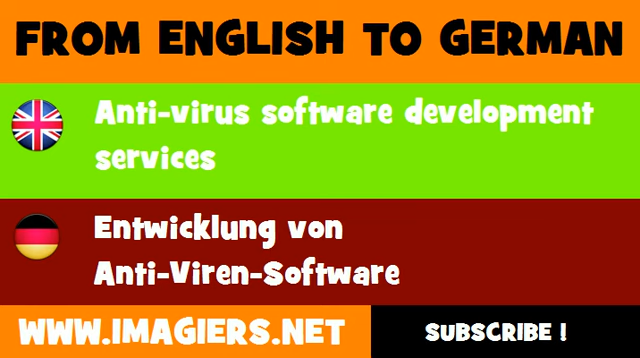 FROM ENGLISH TO GERMAN
Anti-virus software development
services
Entwicklung von
Anti-Viren-Software
WWW.IMAGIERS.NET
SUBSCRIBE !